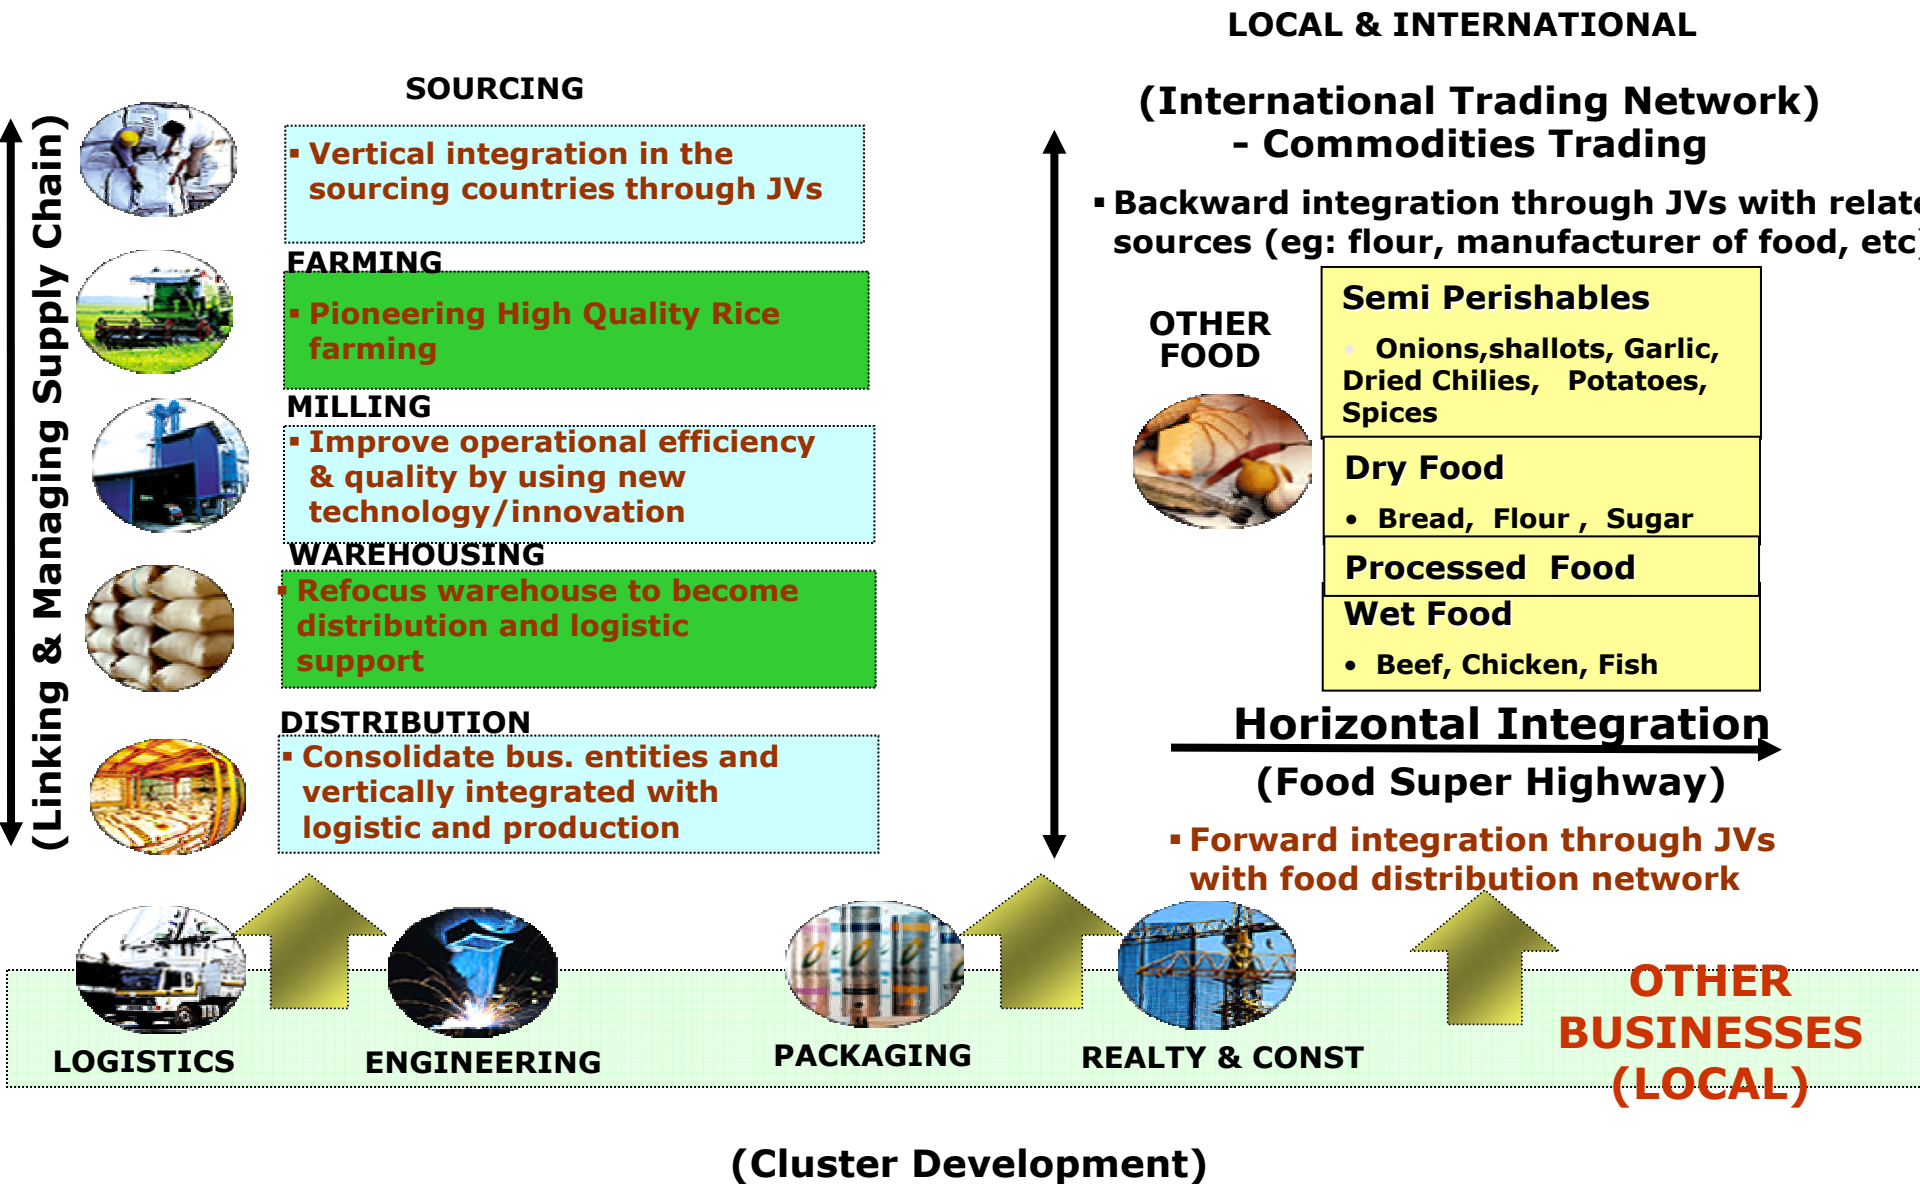 LOCAL & INTERNATIONAL
SOURCING
(Linking & Managing Supply Chain)
▪ Vertical integration in the
sourcing countries through JVs
FARMING
▪ Pioneering High Quality Rice
farming
MILLING
▪ Improve operational efficiency
& quality by using new
technology/innovation
WAREHOUSING
▪ Refocus warehouse to become
distribution and logistic
support
DISTRIBUTION
▪ Consolidate bus. entities and
vertically integrated with
logistic and production
(International Trading Network)
- Commodities Trading
▪ Backward integration through JVs with relate
sources (eg: flour, manufacturer of food, etc)
OTHER
FOOD
Semi Perishables
• Onions,shallots, Garlic,
Dried Chilies, Potatoes,
Spices
Dry Food
• Bread, Flour , Sugar
Processed Food
Wet Food
• Beef, Chicken, Fish
Horizontal Integration
(Food Super Highway)
▪ Forward integration through JVs
with food distribution network
LOGISTICS
ENGINEERING
PACKAGING
REALTY & CONST
OTHER
BUSINESSES
(LOCAL)
(Cluster Development)